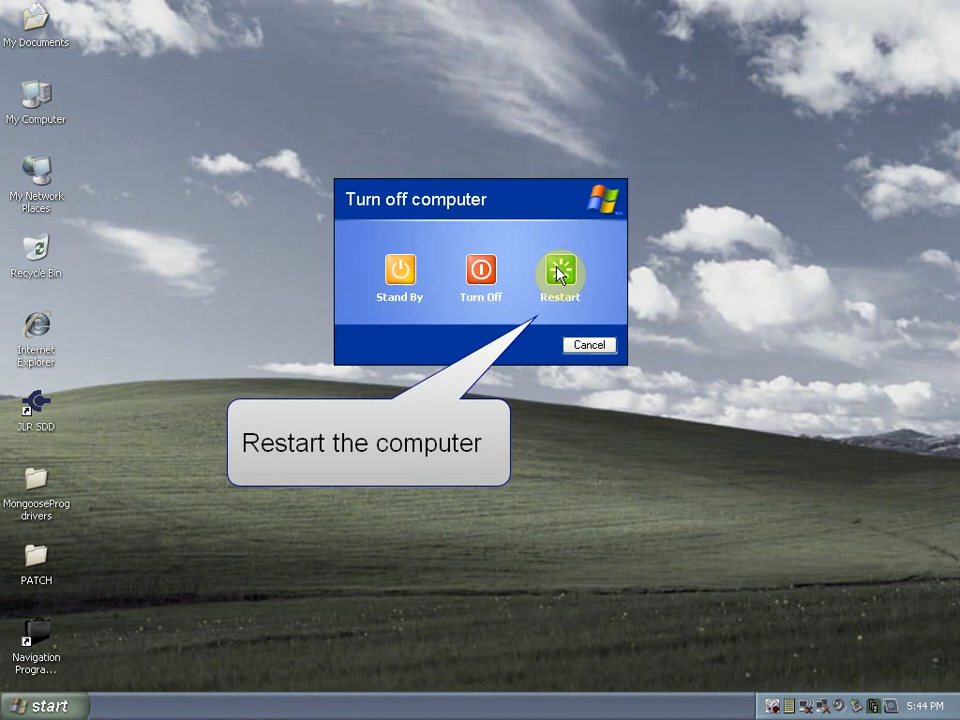 My Documents
My Computer
My Network
Places
Recycle Bin
Internet
Explorer
JLR SDD
MongooseProg
drivers
PATCH
Navigation
Progra...
Turn off computer
Stand By
Turn Off
Restart
Cancel
Restart the computer
start
5:44 PM